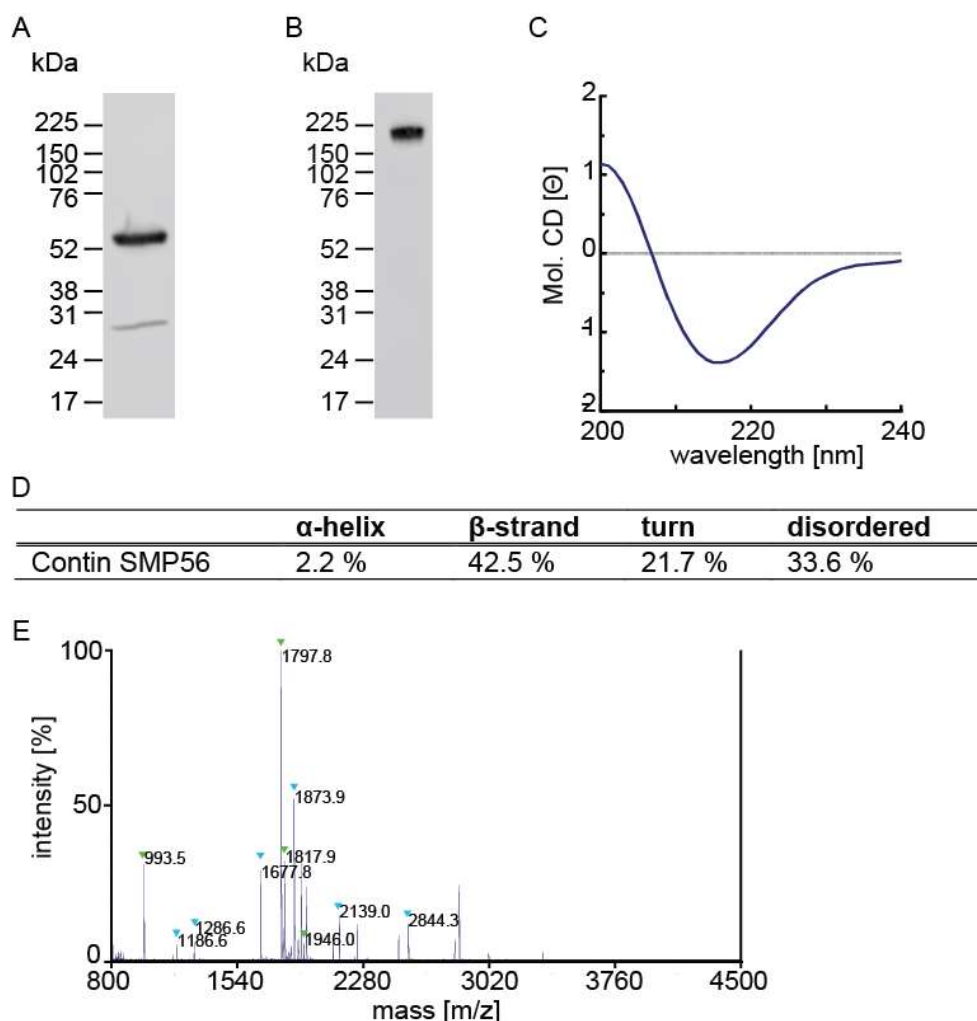 A
kDa
225
150
102
76
52
38
31
24
17
B
kDa
225
150
102
76
52
38
31
24
17
C
Mol. CD [Θ]
2
1
0
-1
-2
200
220
240
wavelength [nm]
D
α-helix β-strand turn disordered
Contin SMP56 2.2 % 42.5 % 21.7 % 33.6 %
E
intensity [%]
100
50
0
1797.8
1873.9
993.5
1817.9
1677.8
1286.6
1186.6
1946.0
2139.0
2844.3
800 1540 2280 3020 3760 4500
mass [m/z]